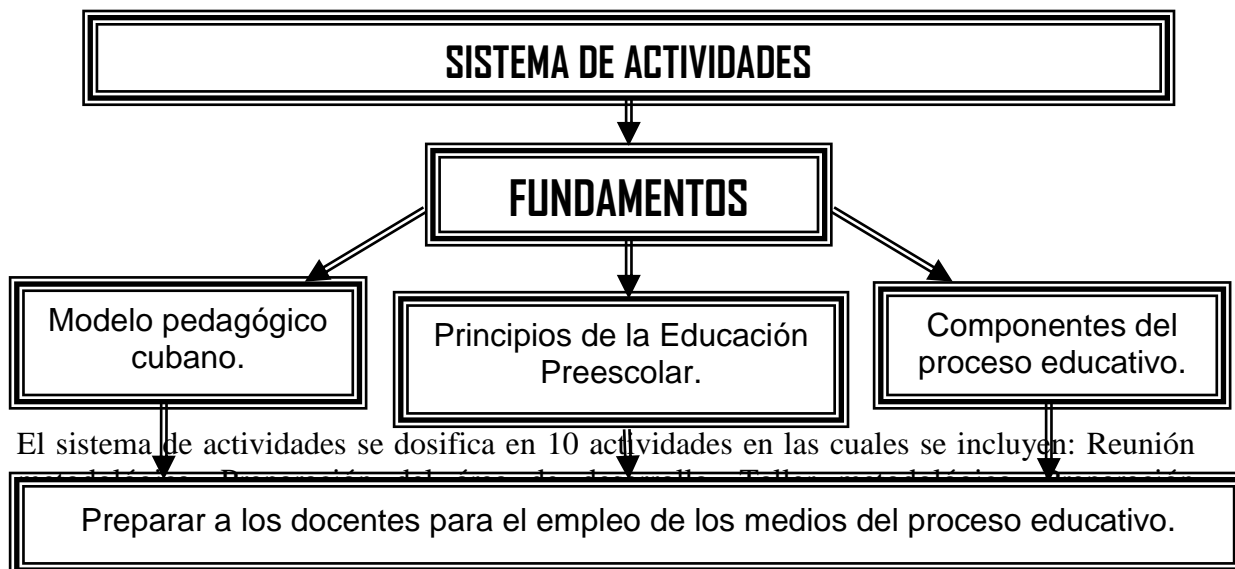 SISTEMA DE ACTIVIDADES
FUNDAMENTOS
Modelo pedagógico
cubano.
Principios de la Educación
Preescolar.
Componentes del
proceso educativo.
El sistema de actividades se dosifica en 10 actividades en las cuales se incluyen: Reunión
Preparar a los docentes para el empleo de los medios del proceso educativo.